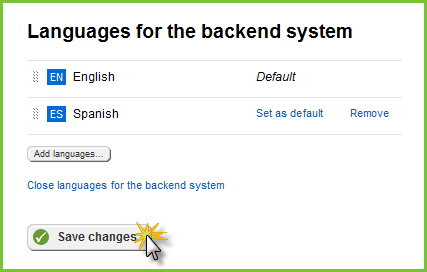 Languages for the backend system
EN English Default
ES Spanish Set as default Remove
Add languages...
Close languages for the backend system
Save changes